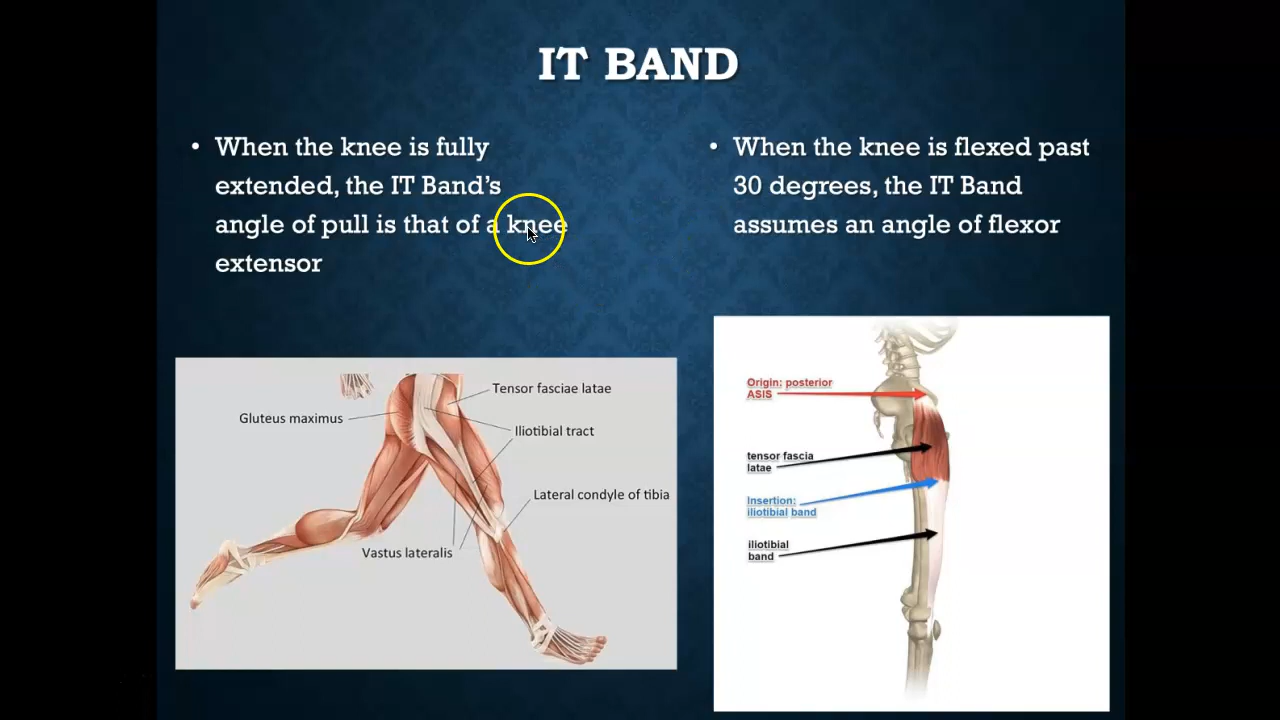 IT BAND
• When the knee is fully
extended, the IT Band's
angle of pull is that of a knee
extensor
• When the knee is flexed past
30 degrees, the IT Band
assumes an angle of flexor
Tensor fasciae latae
Gluteus maximus
Iliotibial tract
Lateral condyle of tibia
Vastus lateralis
Origin: posterior
ASIS
tensor fascia
latae
Insertion:
iliotibial band
iliotibial
band